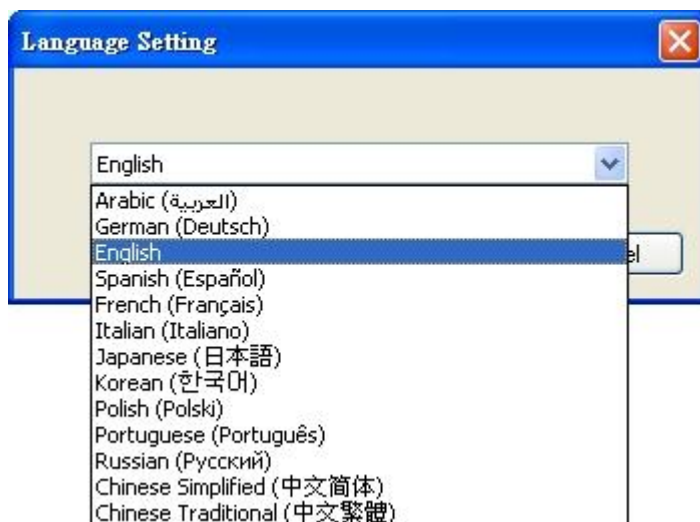 Language Setting
English
Arabic (العربية)
German (Deutsch)
English
el
Spanish (Español)
French (Français)
Italian (Italiano)
Japanese (日本語)
Korean (한국어)
Polish (Polski)
Portuguese (Português)
Russian (Русский)
Chinese Simplified (中文简体)
Chinese Traditional (中文繁體)